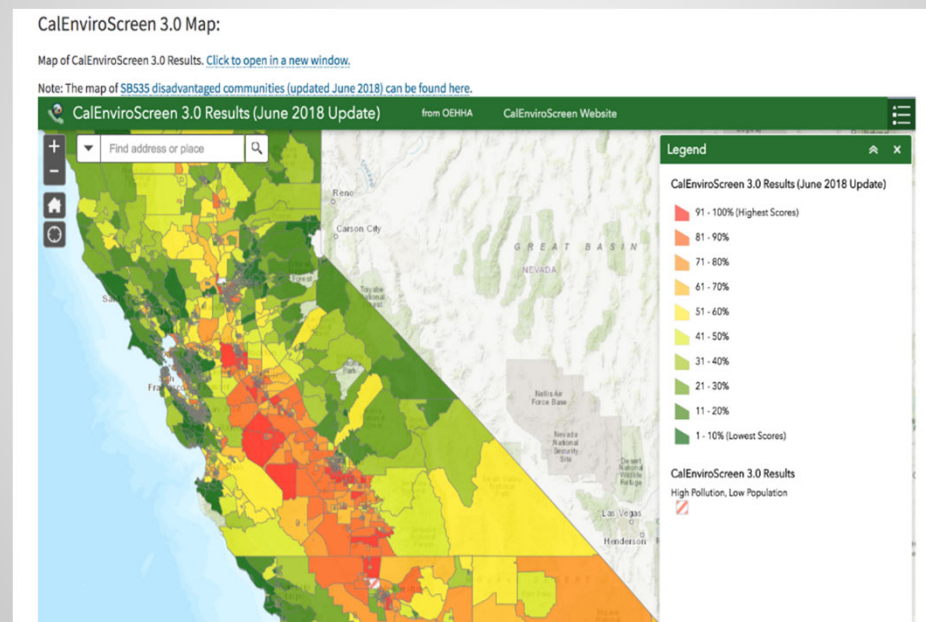 CalEnviroScreen 3.0 Map:
Map of CalEnviroScreen 3.0 Results. Click to open in a new window.
Note: The map of SB535 disadvantaged communities (updated June 2018) can be found here.
CalEnviroScreen 3.0 Results (June 2018 Update)
from OEHHA
CalEnviroScreen Website
+
Find address or place
−
Legend
CalEnviroScreen 3.0 Results (June 2018 Update)
91 - 100% (Highest Scores)
81 - 90%
71 - 80%
61 - 70%
51 - 60%
41 - 50%
31 - 40%
21 - 30%
11 - 20%
1 - 10% (Lowest Scores)
CalEnviroScreen 3.0 Results
High Pollution, Low Population
Reno
Carson City
GREAT BASIN
NEVADA
Nellis Air
Force Base
Nevada
National
Security
Site
Desert
National
Wildlife
Refuge
Las Vegas
Henderson